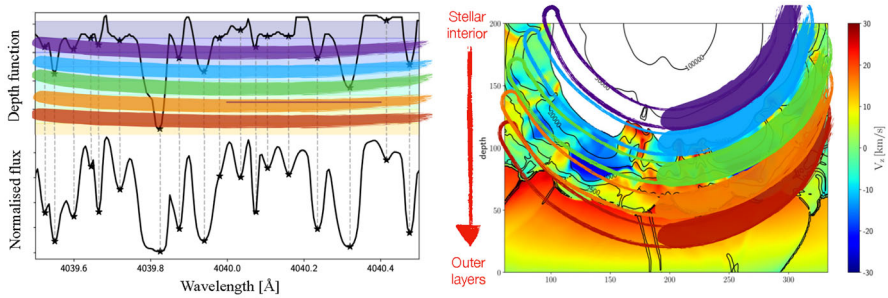 Depth function
Normalised flux
4039.6 4039.8 4040.0 4040.2 4040.4
Wavelength [Å]
Stellar
interior
Outer
layers
depth
200
150
100
50
0
100 150 200 250 300
100000
30
20
10
0
−10
−20
−30
V [km/s]